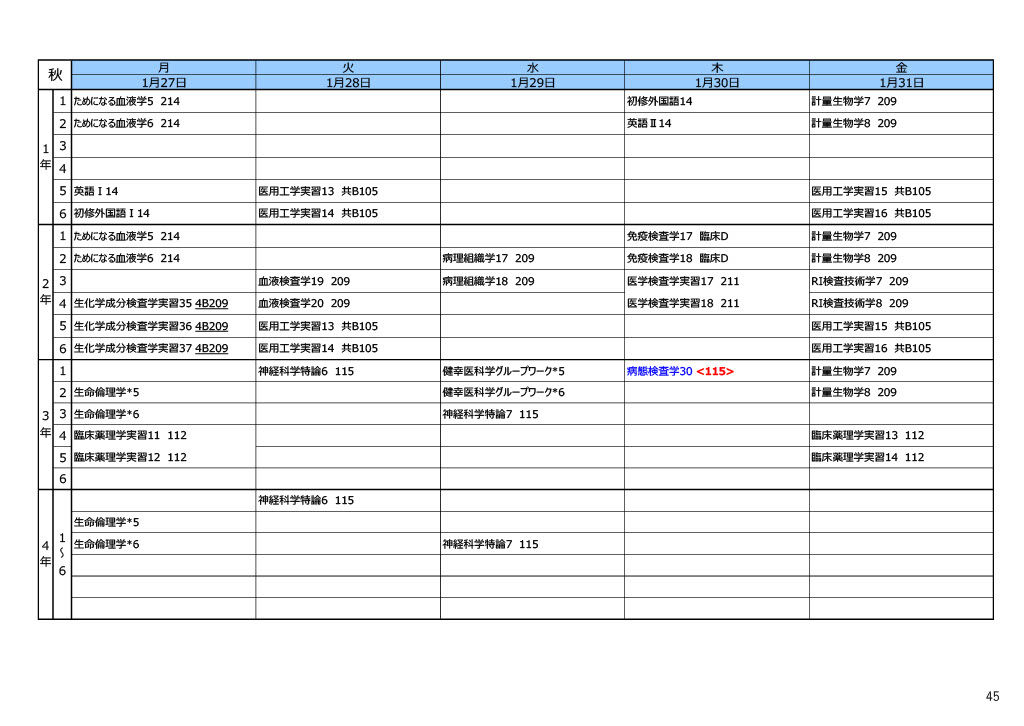 秋 月 火 水 木 金
1月27日 1月28日 1月29日 1月30日 1月31日
1年
1 ためになる血液学5 214 初修外国語14 計量生物学7 209
2 ためになる血液学6 214 英語Ⅱ14 計量生物学8 209
3
4
5 英語Ⅰ14 医用工学実習13 共B105 医用工学実習15 共B105
6 初修外国語Ⅰ14 医用工学実習14 共B105 医用工学実習16 共B105
2年
1 ためになる血液学5 214 免疫検査学17 臨床D 計量生物学7 209
2 ためになる血液学6 214 病理組織学17 209 免疫検査学18 臨床D 計量生物学8 209
3 血液検査学19 209 病理組織学18 209 医学検査学実習17 211 RI検査技術学7 209
4 生化学成分検査学実習35 4B209 血液検査学20 209 医学検査学実習18 211 RI検査技術学8 209
5 生化学成分検査学実習36 4B209 医用工学実習13 共B105 医用工学実習15 共B105
6 生化学成分検査学実習37 4B209 医用工学実習14 共B105 医用工学実習16 共B105
3年
1 神経科学特論6 115 健幸医科学グループワーク*5 病態検査学30 <115> 計量生物学7 209
2 生命倫理学*5 健幸医科学グループワーク*6 計量生物学8 209
3 生命倫理学*6 神経科学特論7 115
4 臨床薬理学実習11 112 臨床薬理学実習13 112
5 臨床薬理学実習12 112 臨床薬理学実習14 112
6
4年
1～6
神経科学特論6 115
生命倫理学*5
生命倫理学*6 神経科学特論7 115
45